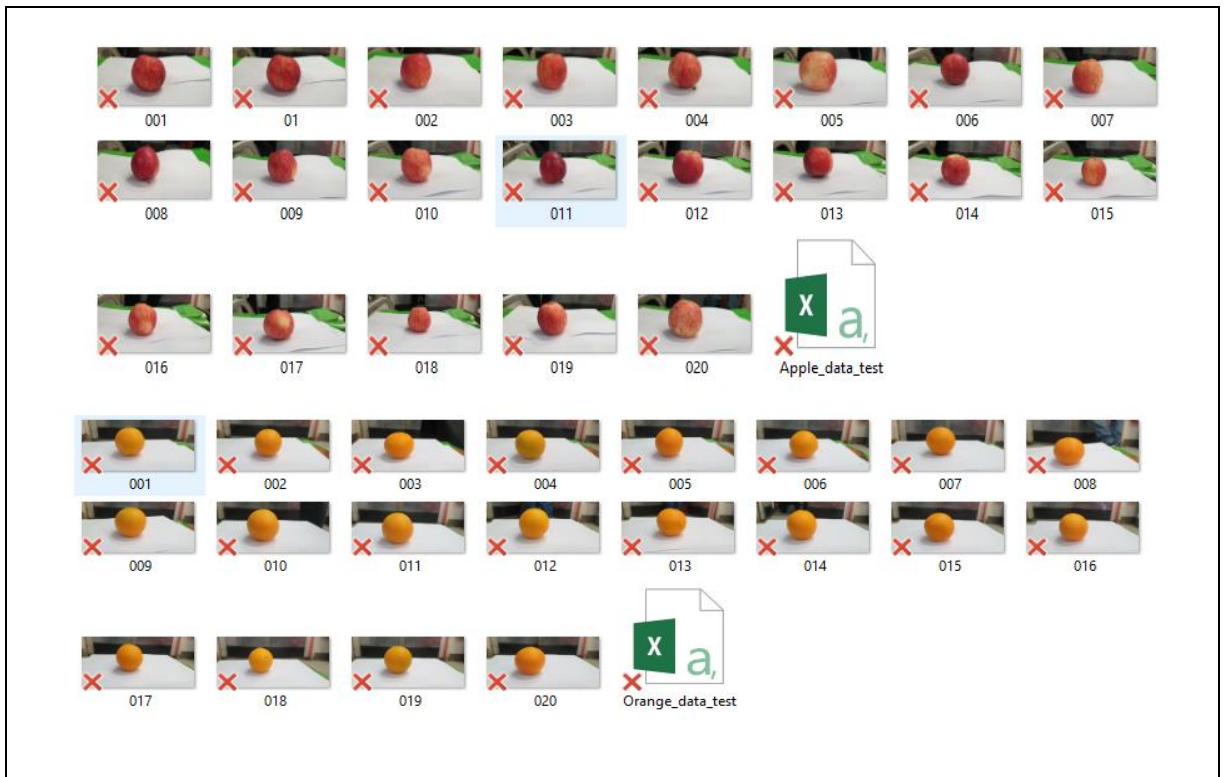 001 01 002 003 004 005 006 007
008 009 010 011 012 013 014 015
X a,
016 017 018 019 020 Apple_data_test
001 002 003 004 005 006 007 008
009 010 011 012 013 014 015 016
X a,
017 018 019 020 Orange_data_test